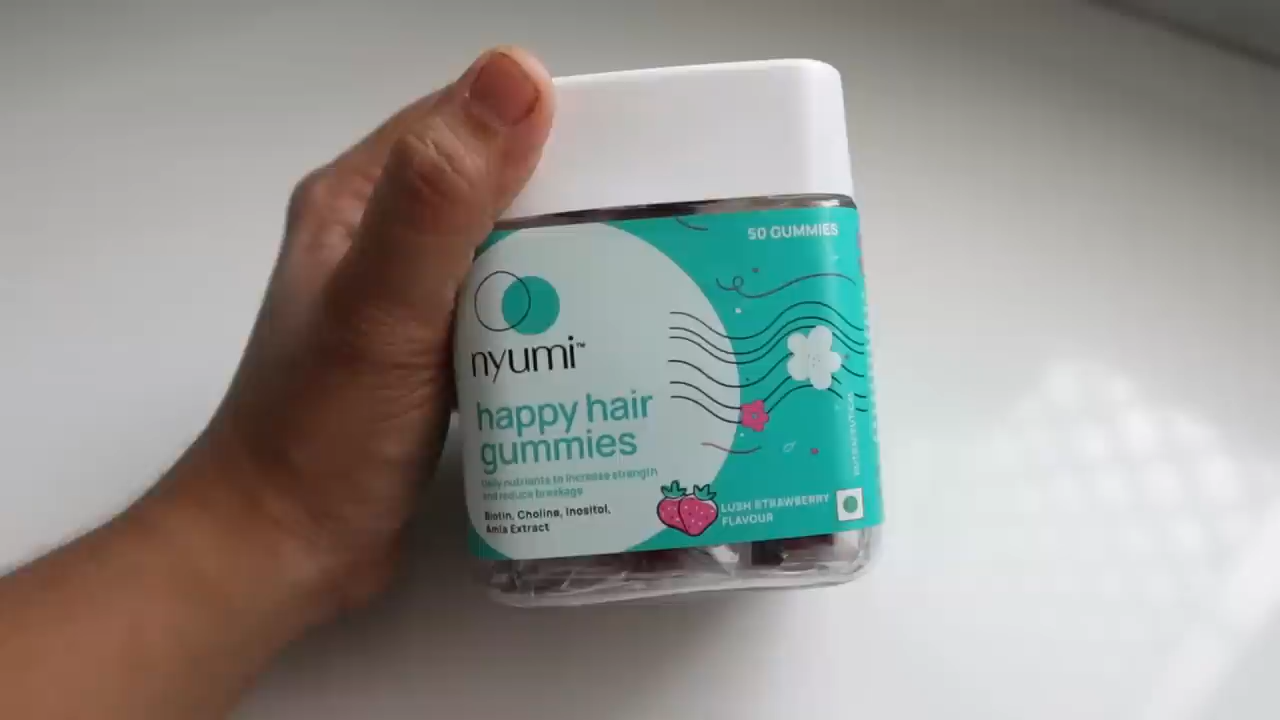 50 GUMMIES
nyumi™
happy hair
gummies
Daily nutrients to increase strength
and reduce breakage
Biotin, Choline, Inositol,
Amla Extract
LUSH STRAWBERRY
FLAVOUR
NUTRACEUTICAL